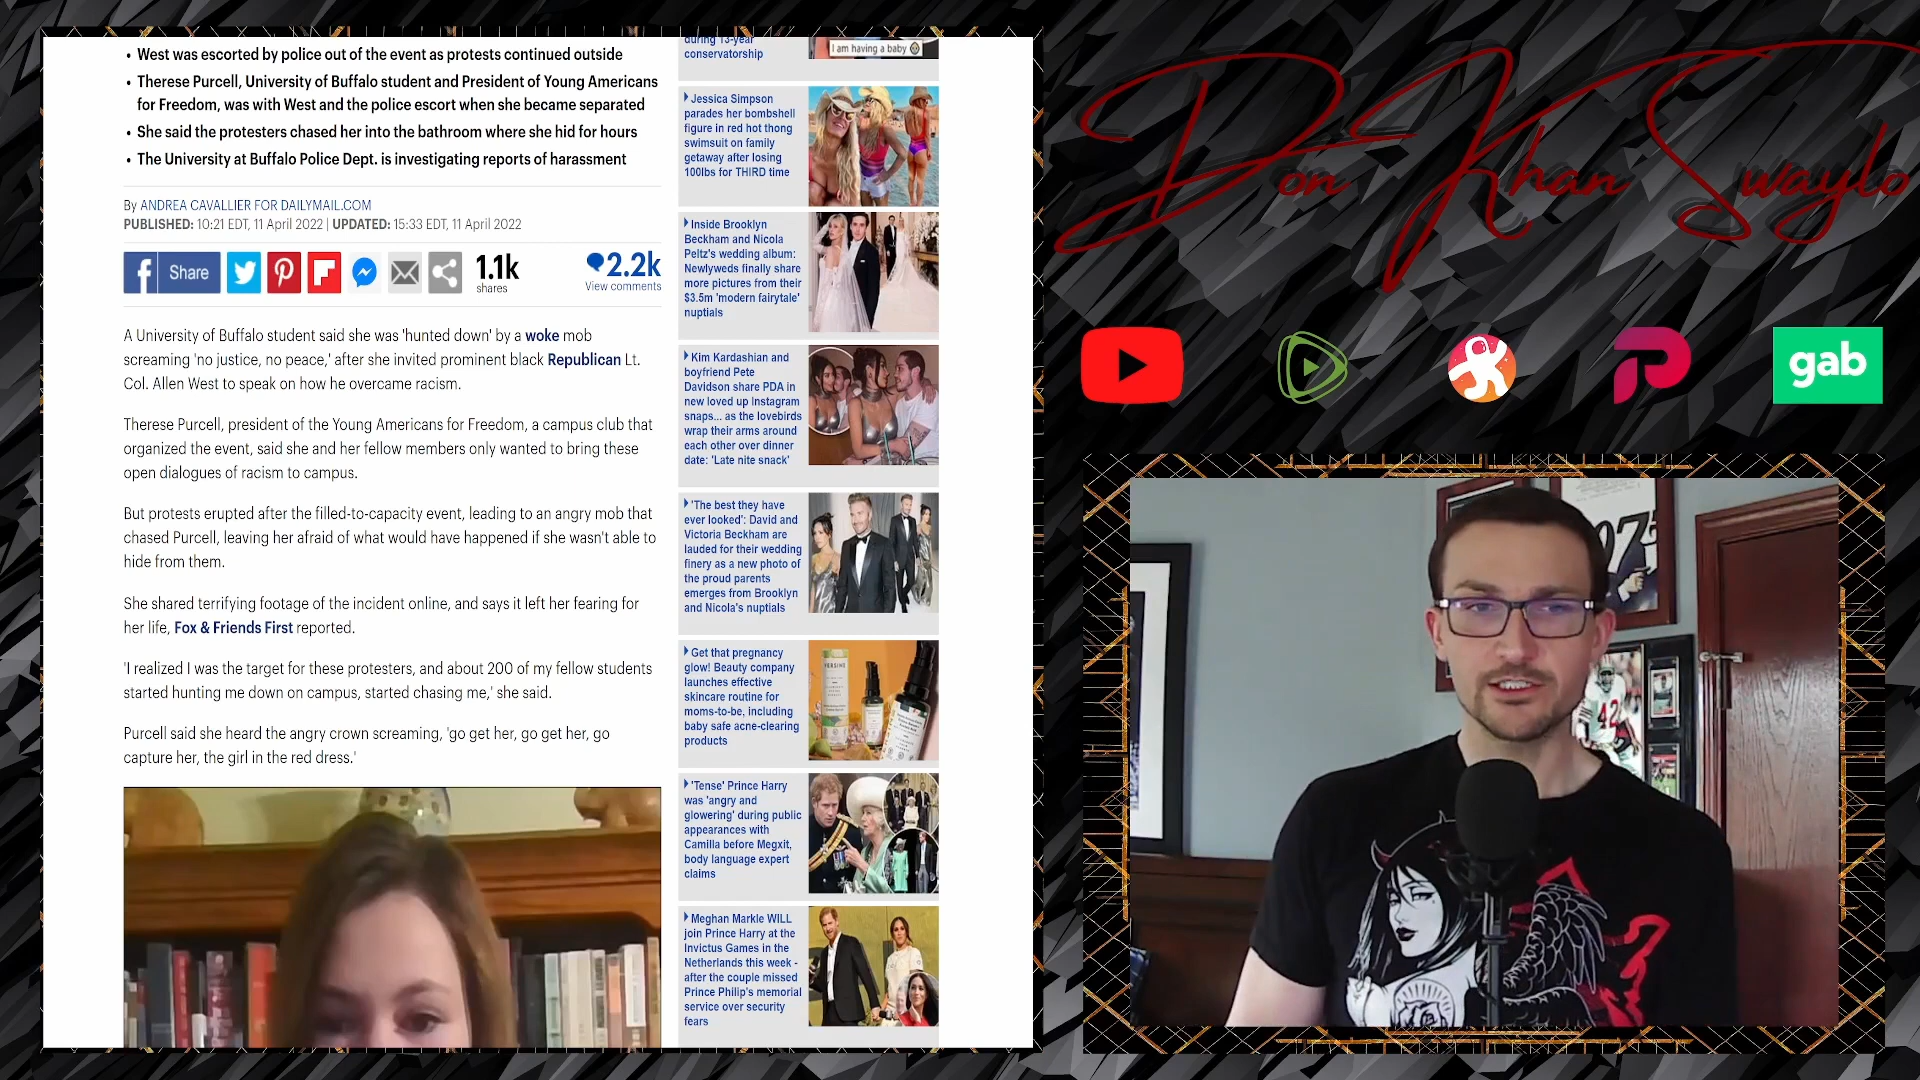 West was escorted by police out of the event as protests continued outside
Therese Purcell, University of Buffalo student and President of Young Americans
for Freedom, was with West and the police escort when she became separated
She said the protesters chased her into the bathroom where she hid for hours
The University at Buffalo Police Dept. is investigating reports of harassment
By ANDREA CAVALLIER FOR DAILYMAIL.COM
PUBLISHED: 10:21 EDT, 11 April 2022 | UPDATED: 15:33 EDT, 11 April 2022
Share
1.1k
shares
2.2k
View comments
A University of Buffalo student said she was 'hunted down' by a woke mob
screaming 'no justice, no peace,' after she invited prominent black Republican Lt.
Col. Allen West to speak on how he overcame racism.
Therese Purcell, president of the Young Americans for Freedom, a campus club that
organized the event, said she and her fellow members only wanted to bring these
open dialogues of racism to campus.
But protests erupted after the filled-to-capacity event, leading to an angry mob that
chased Purcell, leaving her afraid of what would have happened if she wasn't able to
hide from them.
She shared terrifying footage of the incident online, and says it left her fearing for
her life, Fox & Friends First reported.
'I realized I was the target for these protesters, and about 200 of my fellow students
started hunting me down on campus, started chasing me,' she said.
Purcell said she heard the angry crown screaming, 'go get her, go get her, go
capture her, the girl in the red dress.'
during 13-year
conservatorship
I am having a baby
Jessica Simpson
parades her bombshell
figure in red hot thong
swimsuit on family
getaway after losing
100lbs for THIRD time
Inside Brooklyn
Beckham and Nicola
Peltz's wedding album:
Newlyweds finally share
more pictures from their
$3.5m 'modern fairytale'
nuptials
Kim Kardashian and
boyfriend Pete
Davidson share PDA in
new loved up Instagram
snaps... as the lovebirds
wrap their arms around
each other over dinner
date: 'Late nite snack'
'The best they have
ever looked': David and
Victoria Beckham are
lauded for their wedding
finery as a new photo of
the proud parents
emerges from Brooklyn
and Nicola's nuptials
Get that pregnancy
glow! Beauty company
launches effective
skincare routine for
moms-to-be, including
baby safe acne-clearing
products
'Tense' Prince Harry
was 'angry and
glowering' during public
appearances with
Camilla before Megxit,
body language expert
claims
Meghan Markle WILL
join Prince Harry at the
Invictus Games in the
Netherlands this week -
after the couple missed
Prince Philip's memorial
service over security
fears
Don Khan Swaylo
gab
42